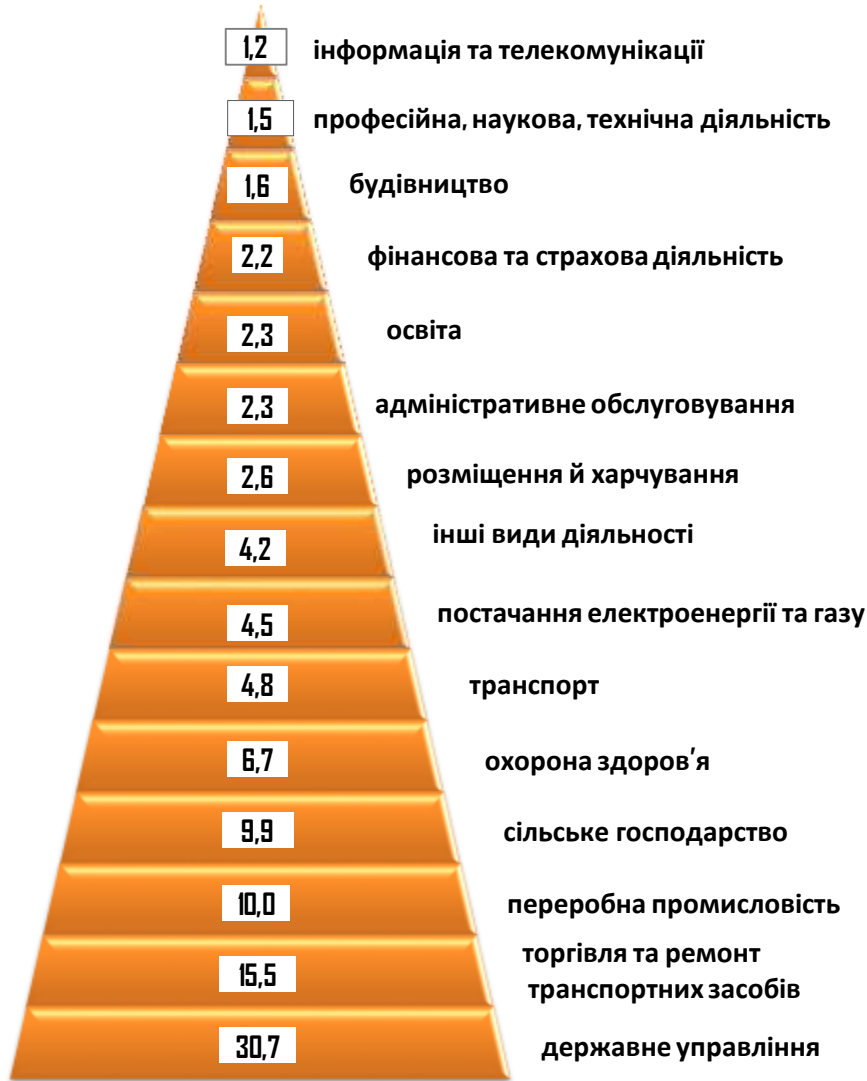 1,2 інформація та телекомунікації
1,5 професійна, наукова, технічна діяльність
1,6 будівництво
2,2 фінансова та страхова діяльність
2,3 освіта
2,3 адміністративне обслуговування
2,6 розміщення й харчування
4,2 інші види діяльності
4,5 постачання електроенергії та газу
4,8 транспорт
6,7 охорона здоров'я
9,9 сільське господарство
10,0 переробна промисловість
15,5 торгівля та ремонт
транспортних засобів
30,7 державне управління